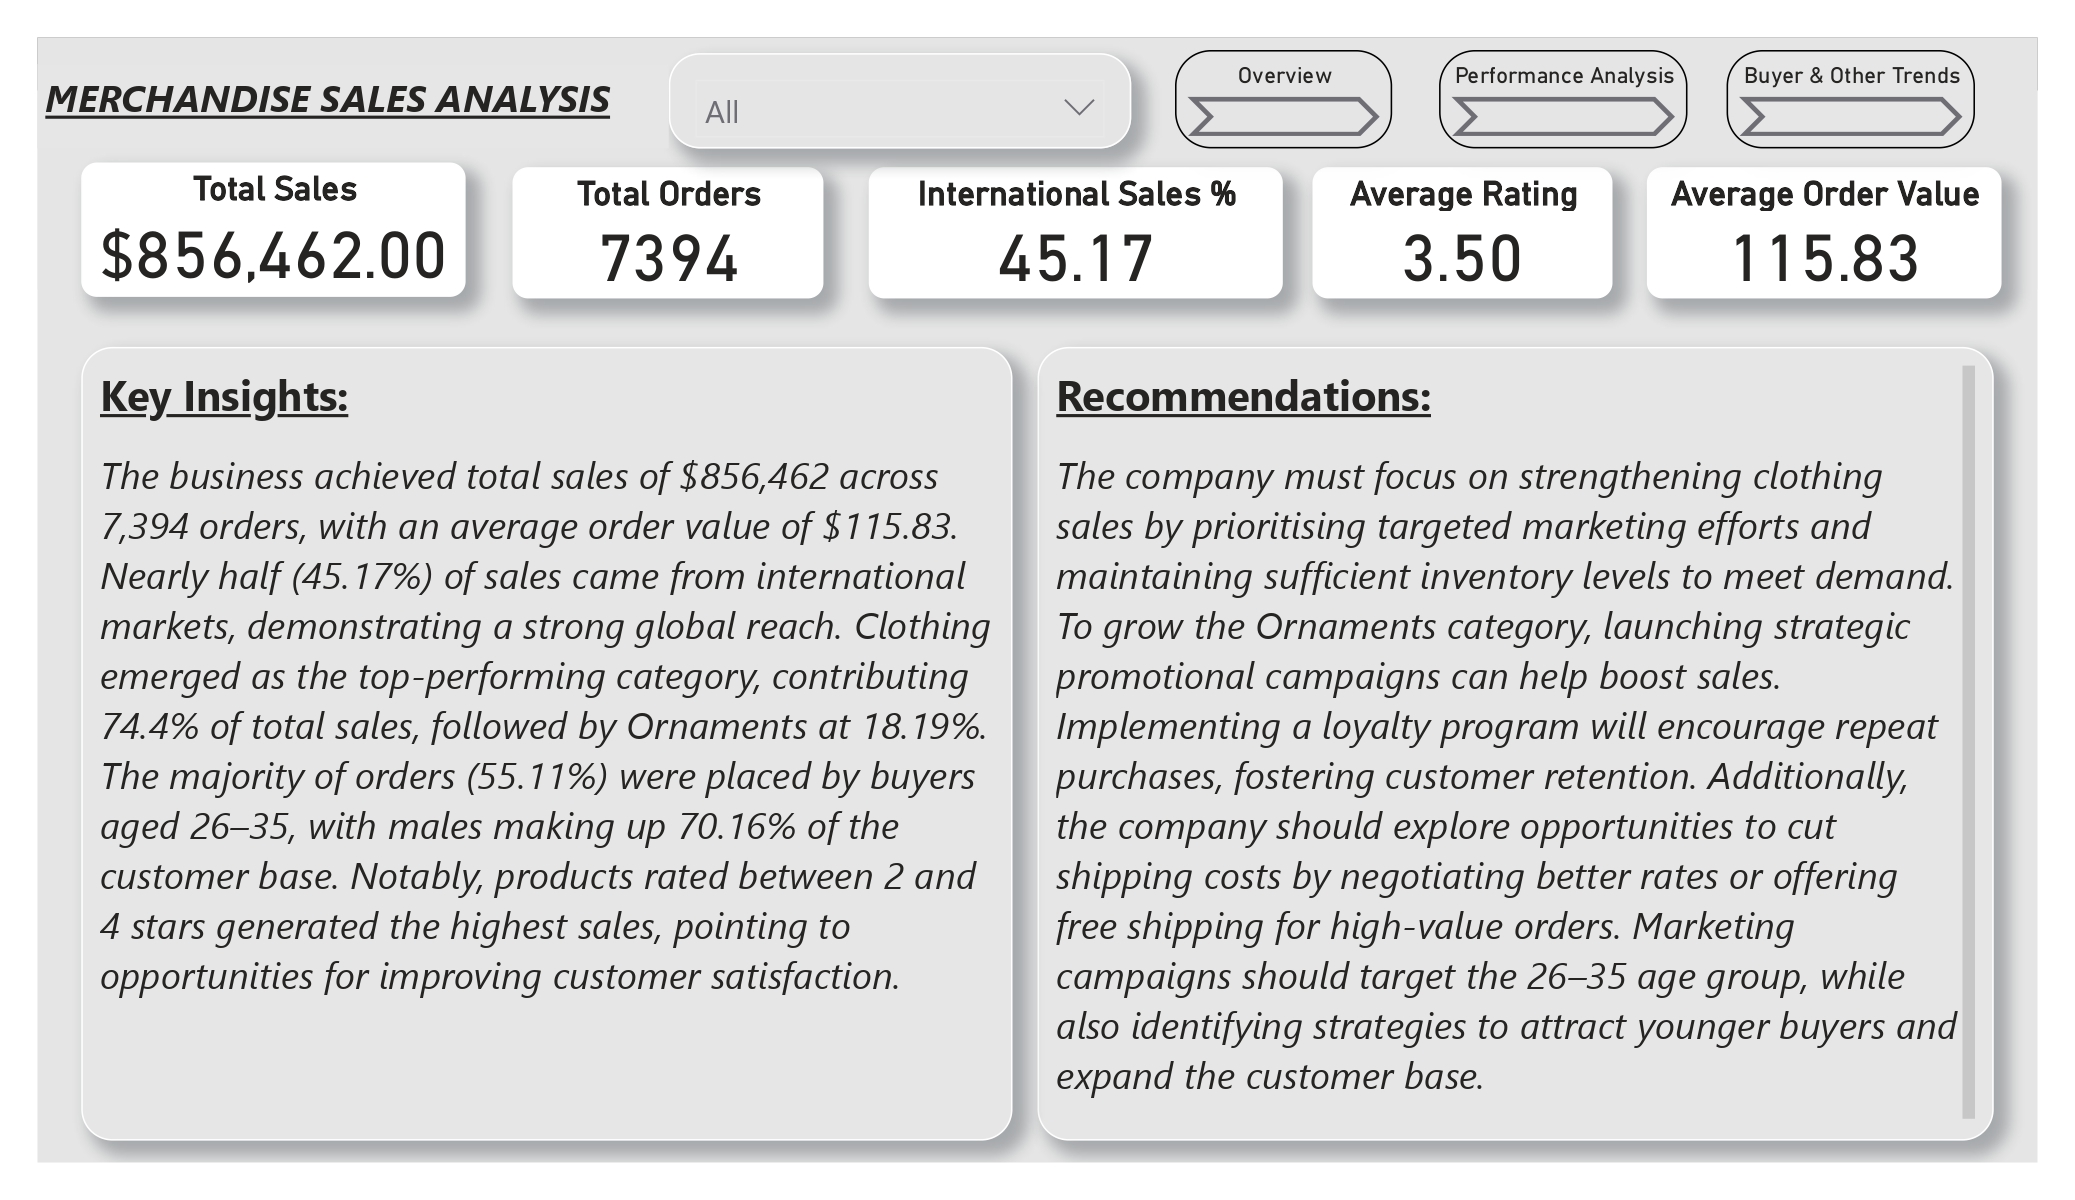 MERCHANDISE SALES ANALYSIS
All
Overview
Performance Analysis
Buyer & Other Trends
Total Sales
$856,462.00
Total Orders
7394
International Sales %
45.17
Average Rating
3.50
Average Order Value
115.83
Key Insights:
The business achieved total sales of $856,462 across
7,394 orders, with an average order value of $115.83.
Nearly half (45.17%) of sales came from international
markets, demonstrating a strong global reach. Clothing
emerged as the top-performing category, contributing
74.4% of total sales, followed by Ornaments at 18.19%.
The majority of orders (55.11%) were placed by buyers
aged 26–35, with males making up 70.16% of the
customer base. Notably, products rated between 2 and
4 stars generated the highest sales, pointing to
opportunities for improving customer satisfaction.
Recommendations:
The company must focus on strengthening clothing
sales by prioritising targeted marketing efforts and
maintaining sufficient inventory levels to meet demand.
To grow the Ornaments category, launching strategic
promotional campaigns can help boost sales.
Implementing a loyalty program will encourage repeat
purchases, fostering customer retention. Additionally,
the company should explore opportunities to cut
shipping costs by negotiating better rates or offering
free shipping for high-value orders. Marketing
campaigns should target the 26–35 age group, while
also identifying strategies to attract younger buyers and
expand the customer base.